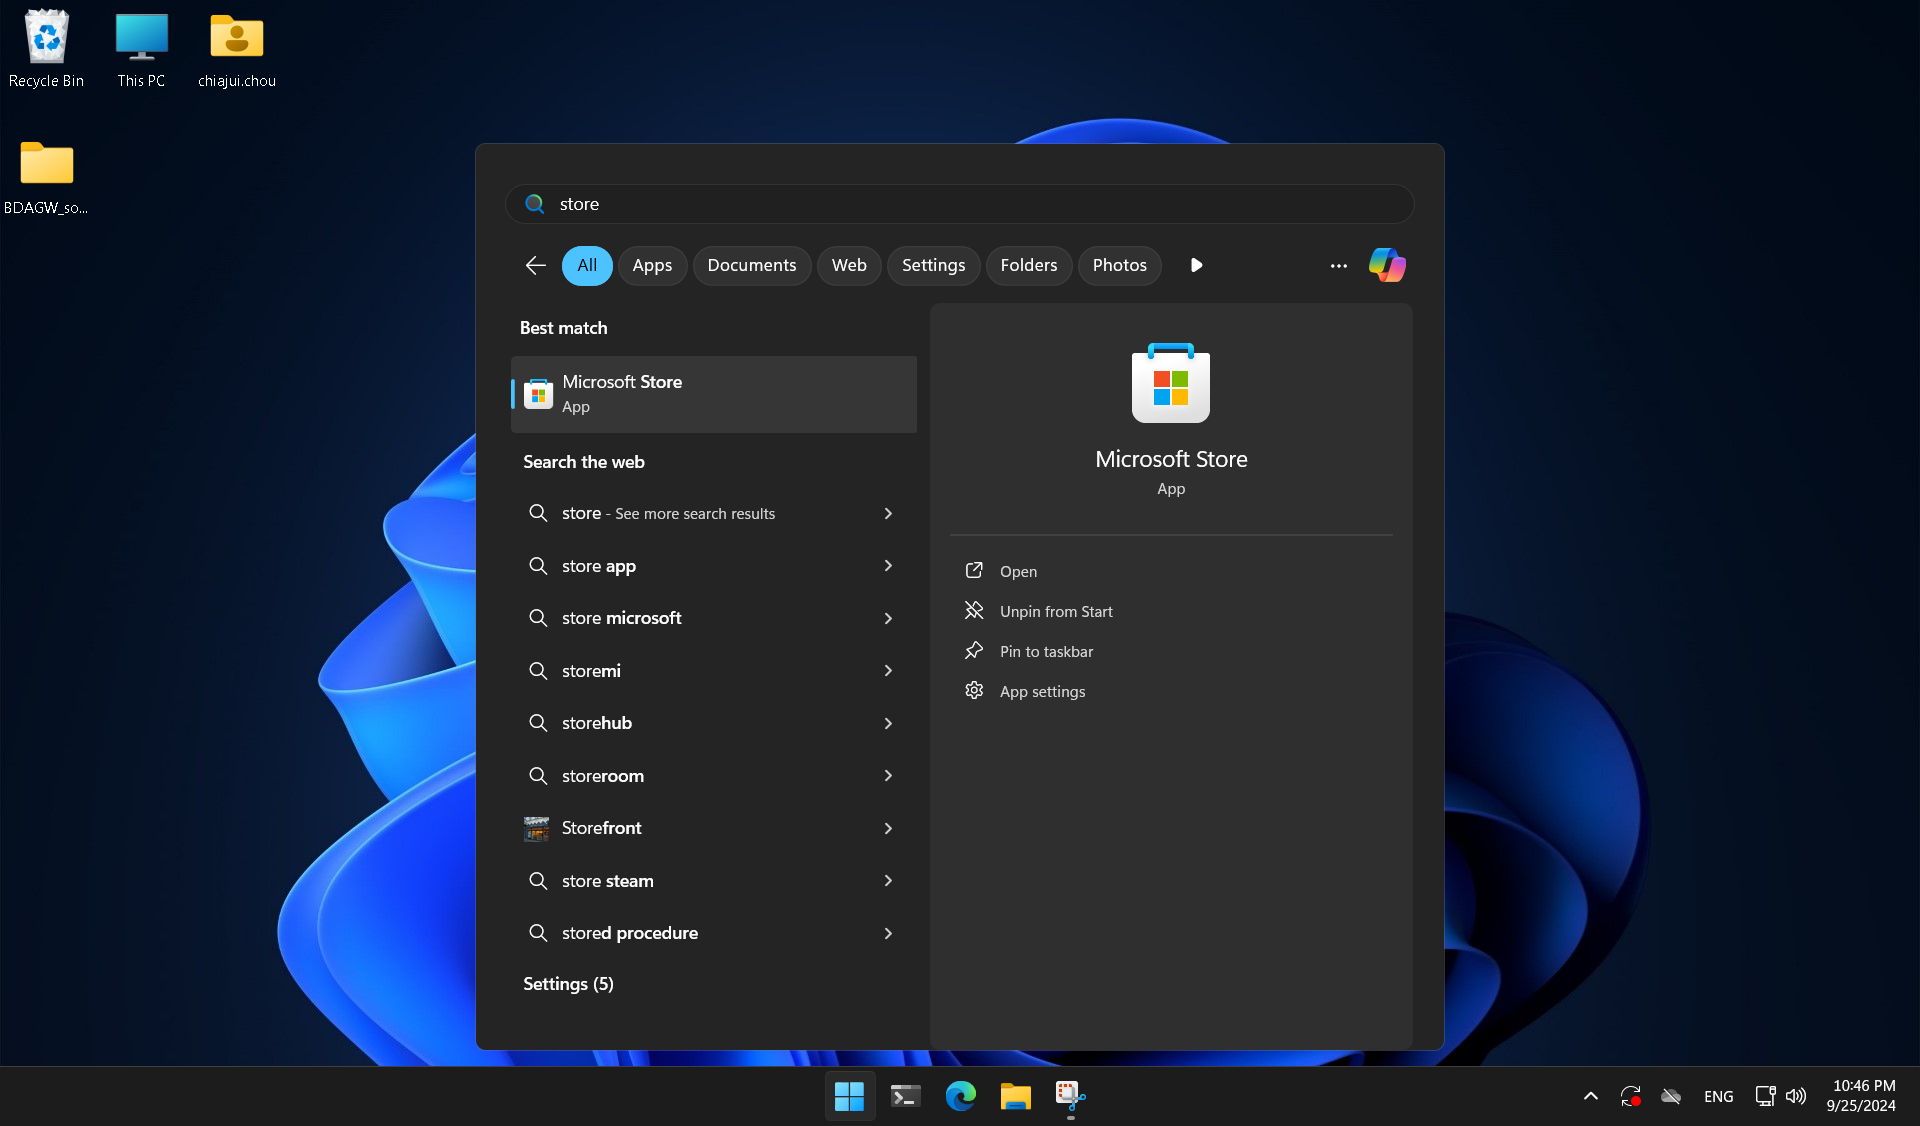 Recycle Bin
This PC
chiajui.chou
BDAGW_so...
store
All
Apps
Documents
Web
Settings
Folders
Photos
Best match
Microsoft Store
App
Search the web
store - See more search results
store app
store microsoft
storemi
storehub
storeroom
Storefront
store steam
stored procedure
Settings (5)
Microsoft Store
App
Open
Unpin from Start
Pin to taskbar
App settings
ENG
10:46 PM
9/25/2024